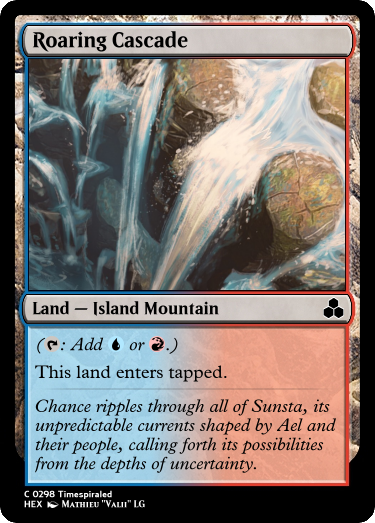 Roaring Cascade
Land — Island Mountain
(: Add or .)
This land enters tapped.
Chance ripples through all of Sunsta, its
unpredictable currents shaped by Ael and
their people, calling forth its possibilities
from the depths of uncertainty.
C 0298 Timespiraled
HEX Mathieu "Valii" LG